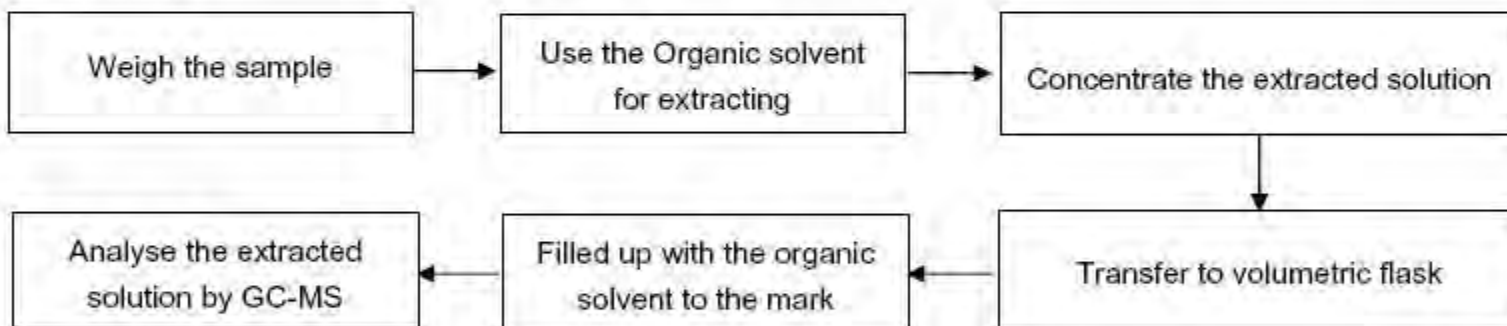 Weigh the sample
Use the Organic solvent
for extracting
Concentrate the extracted solution
Transfer to volumetric flask
Filled up with the organic
solvent to the mark
Analyse the extracted
solution by GC-MS